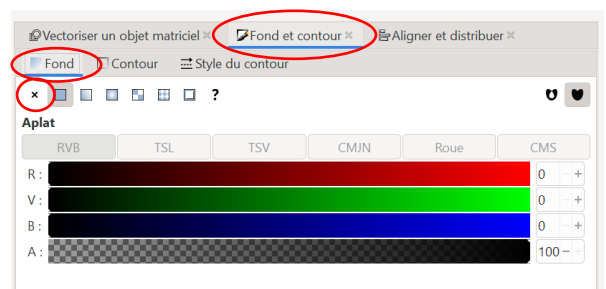 Vectoriser un objet matriciel × Fond et contour × Aligner et distribuer ×
Fond Contour Style du contour
× ?
Aplat
RVB TSL TSV CMJN Roue CMS
R : 0 − +
V : 0 − +
B : 0 − +
A : 100 − +